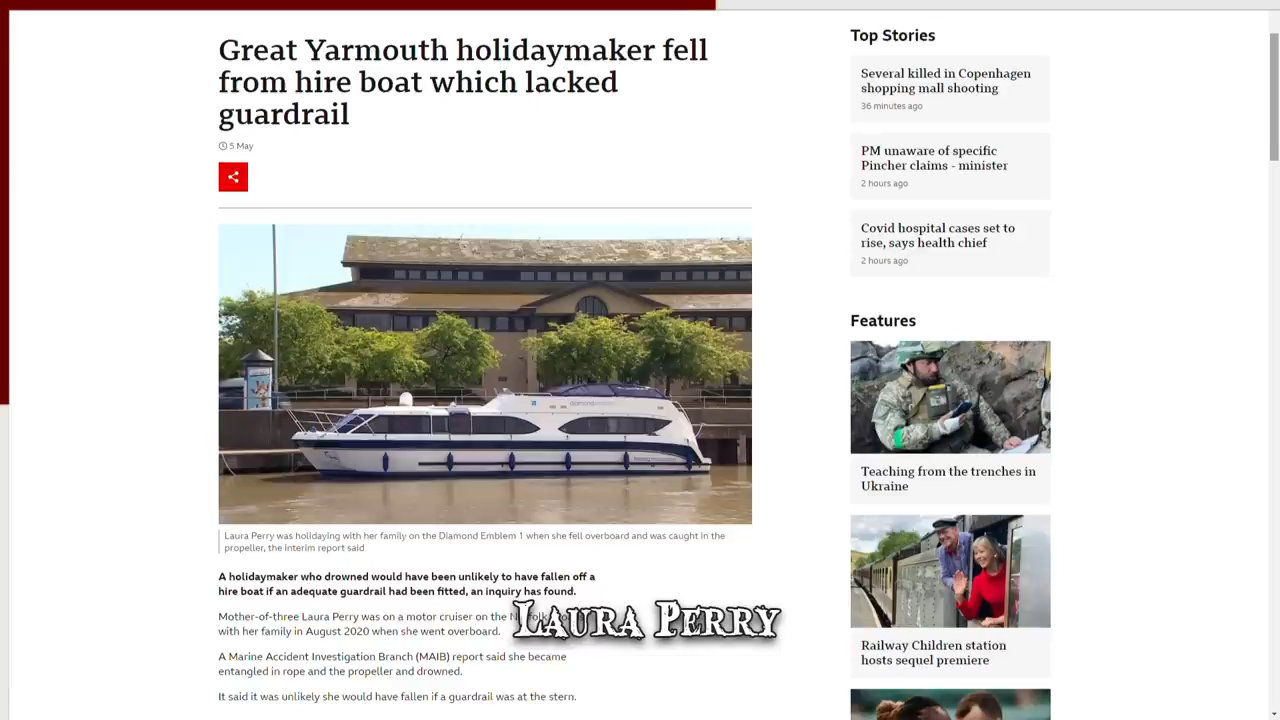 Great Yarmouth holidaymaker fell
from hire boat which lacked
guardrail
5 May
Laura Perry was holidaying with her family on the Diamond Emblem 1 when she fell overboard and was caught in the
propeller, the interim report said
A holidaymaker who drowned would have been unlikely to have fallen off a
hire boat if an adequate guardrail had been fitted, an inquiry has found.
Mother-of-three Laura Perry was on a motor cruiser on the
with her family in August 2020 when she went overboard.
Laura Perry
A Marine Accident Investigation Branch (MAIB) report said she became
entangled in rope and the propeller and drowned.
It said it was unlikely she would have fallen if a guardrail was at the stern.
Top Stories
Several killed in Copenhagen
shopping mall shooting
36 minutes ago
PM unaware of specific
Pincher claims - minister
2 hours ago
Covid hospital cases set to
rise, says health chief
2 hours ago
Features
Teaching from the trenches in
Ukraine
Railway Children station
hosts sequel premiere